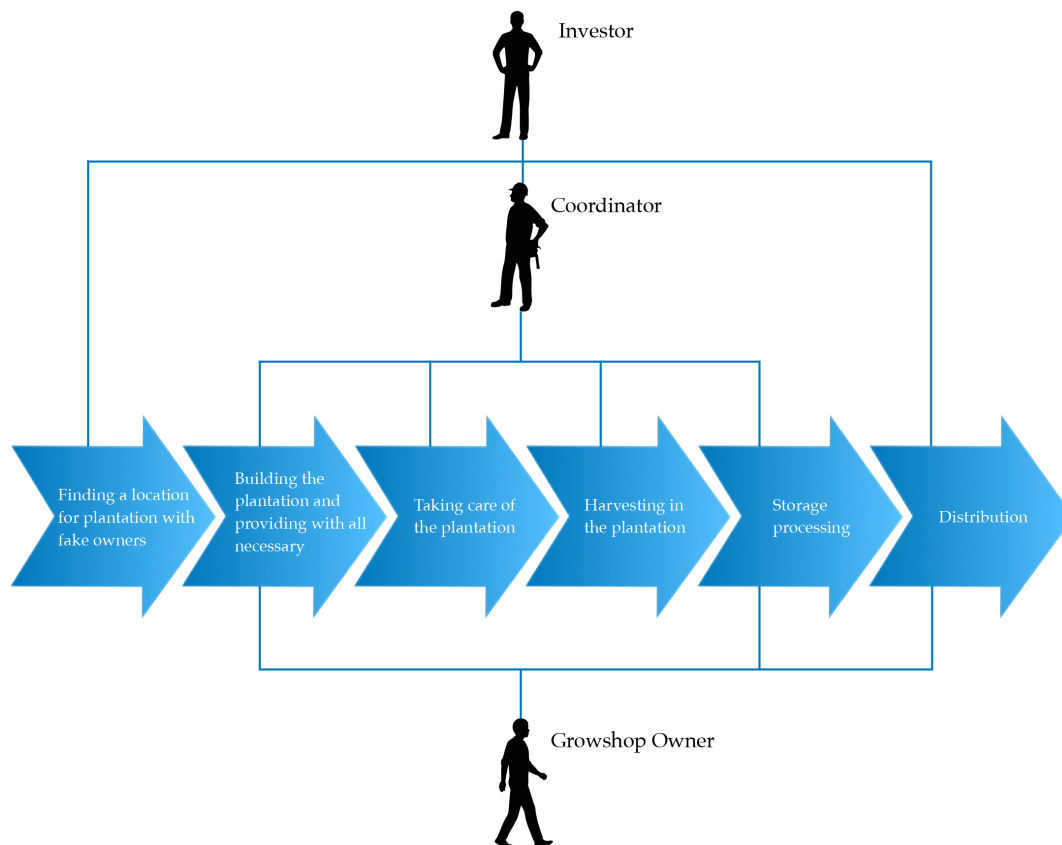 Investor
Coordinator
Finding a location
for plantation with
fake owners
Building the
plantation and
providing with all
necessary
Taking care of
the plantation
Harvesting in
the plantation
Storage
processing
Distribution
Growshop Owner